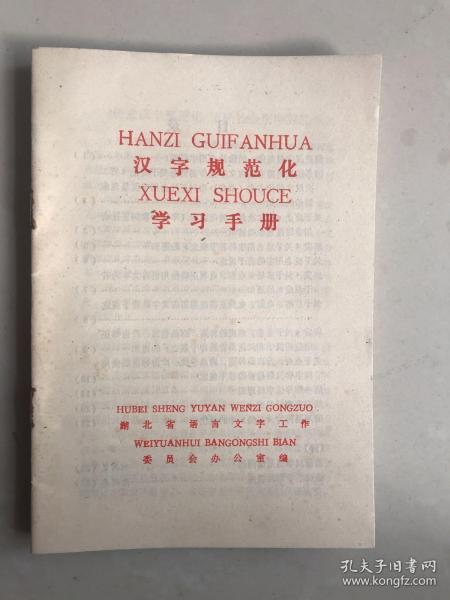 HANZI GUIFANHUA
汉字规范化
XUEXI SHOUCE
学习手册
HUBEI SHENG YUYAN WENZI GONGZUO
湖北省语言文字工作
WEIYUANHUI BANGONGSHI BIAN
委员会办公室编
孔夫子旧书网
www.kongfz.com